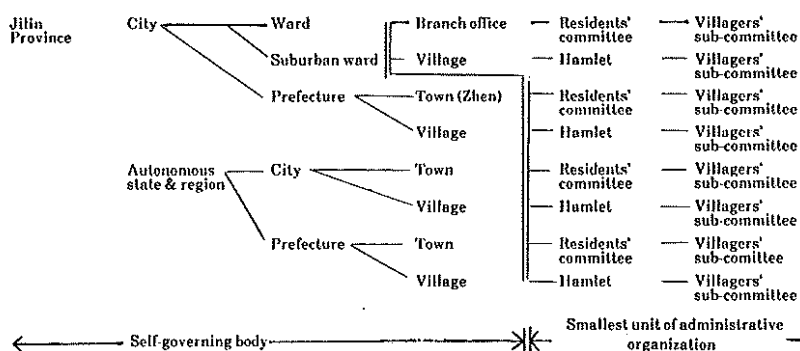 Jilin Province City Ward Branch office Residents' committee Villagers' sub-committee
Suburban ward Village Hamlet Villagers' sub-committee
Prefecture Town (Zhen) Residents' committee Villagers' sub-committee
Village Hamlet Villagers' sub-committee
Autonomous state & region City Town Residents' committee Villagers' sub-committee
Village Hamlet Villagers' sub-committee
Prefecture Town Residents' committee Villagers' sub-comittee
Village Hamlet Villagers' sub-committee
Self-governing body Smallest unit of administrative organization